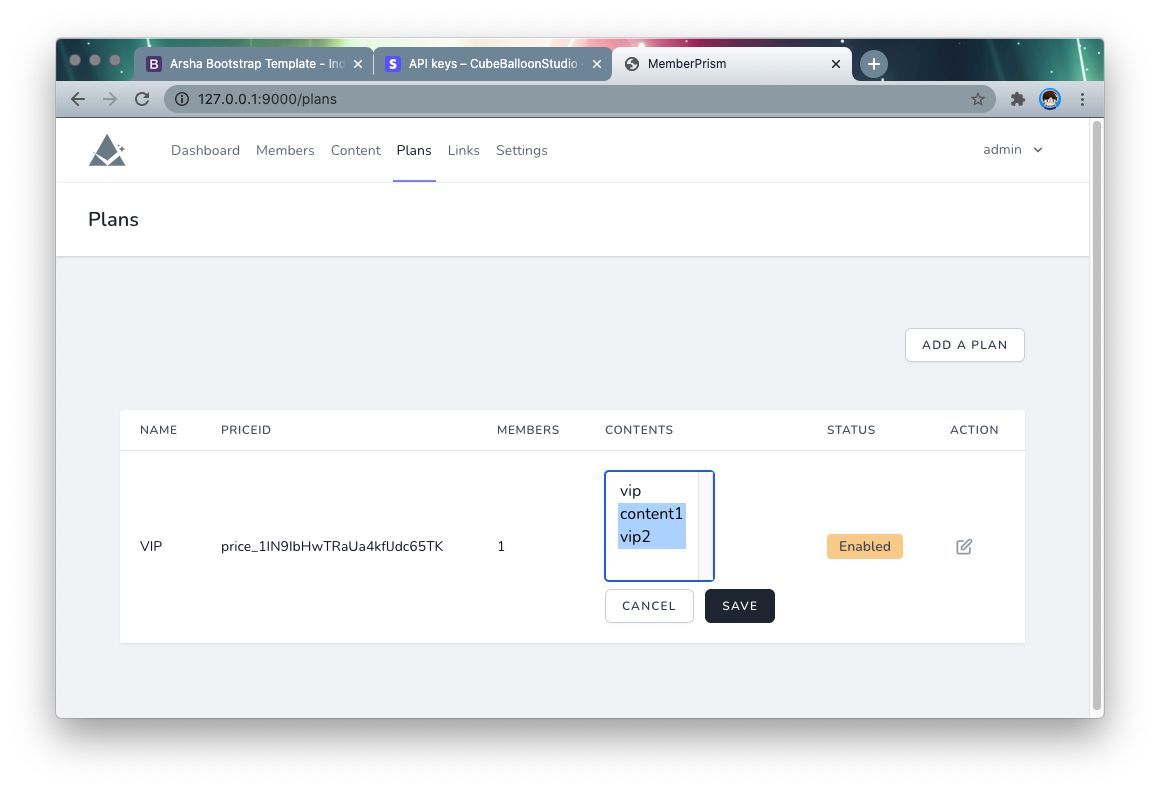 B Arsha Bootstrap Template - Ind
S API keys – CubeBalloonStudio -
MemberPrism
127.0.0.1:9000/plans
Dashboard Members Content Plans Links Settings
admin
Plans
ADD A PLAN
NAME PRICEID MEMBERS CONTENTS STATUS ACTION
vip
content1
vip2
VIP price_1IN9IbHwTRaUa4kfUdc65TK 1 Enabled
CANCEL SAVE